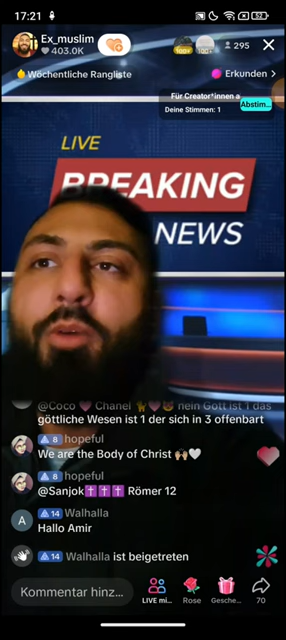 17:21
52
Ex_muslim
403.0K
100+
100+
295
Wöchentliche Rangliste
Erkunden >
Für Creator*innen a
Deine Stimmen: 1
Abstim...
LIVE
BREAKING
NEWS
@Coco Chanel nein Gott ist 1 das
göttliche Wesen ist 1 der sich in 3 offenbart
8 hopeful
We are the Body of Christ 🙌🏼🤍
8 hopeful
@Sanjok✝️✝️✝️ Römer 12
A
14 Walhalla
Hallo Amir
14 Walhalla ist beigetreten
Kommentar hinz...
LIVE mi...
Rose
Gesche...
70